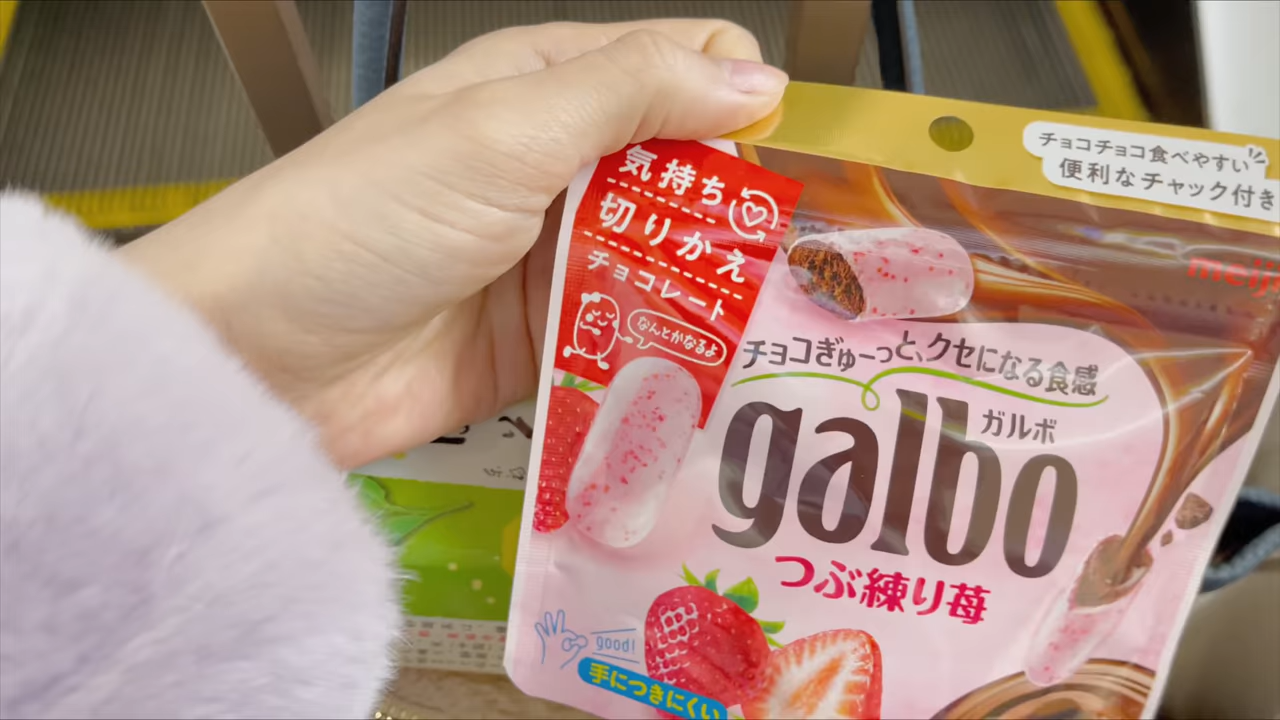 チョコチョコ食べやすい
便利なチャック付き
気持ち
切りかえ
チョコレート
なんとかなるよ
meiji
チョコぎゅーっと、クセになる食感
galbo
ガルボ
つぶ練り苺
good!
手につきにくい